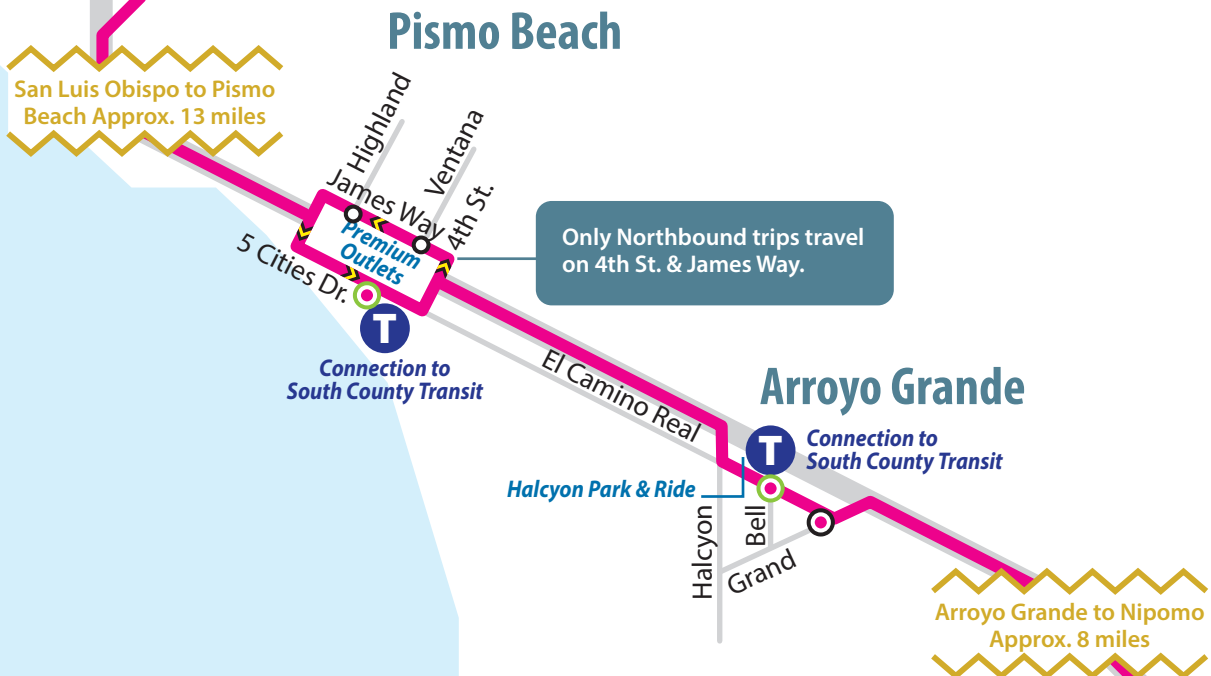 Pismo Beach
San Luis Obispo to Pismo
Beach Approx. 13 miles
Highland
Ventana
James Way
4th St.
Premium
Outlets
5 Cities Dr.
Only Northbound trips travel
on 4th St. & James Way.
T
Connection to
South County Transit
El Camino Real
Arroyo Grande
T
Connection to
South County Transit
Halcyon Park & Ride
Halcyon
Bell
Grand
Arroyo Grande to Nipomo
Approx. 8 miles